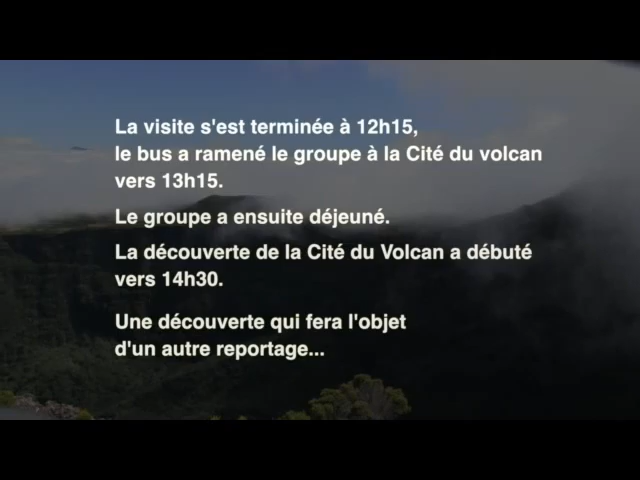 La visite s'est terminée à 12h15,
le bus a ramené le groupe à la Cité du volcan
vers 13h15.
Le groupe a ensuite déjeuné.
La découverte de la Cité du Volcan a débuté
vers 14h30.
Une découverte qui fera l'objet
d'un autre reportage...